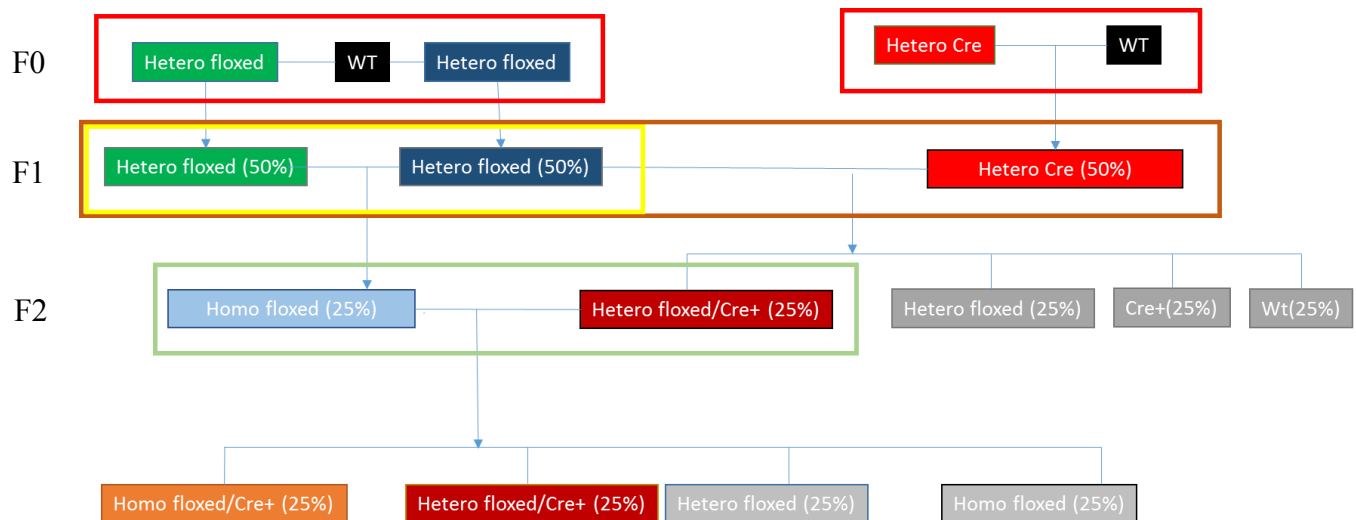 F0
Hetero floxed
WT
Hetero floxed
Hetero Cre
WT
F1
Hetero floxed (50%)
Hetero floxed (50%)
Hetero Cre (50%)
F2
Homo floxed (25%)
Hetero floxed/Cre+ (25%)
Hetero floxed (25%)
Cre+(25%)
Wt(25%)
Homo floxed/Cre+ (25%)
Hetero floxed/Cre+ (25%)
Hetero floxed (25%)
Homo floxed (25%)